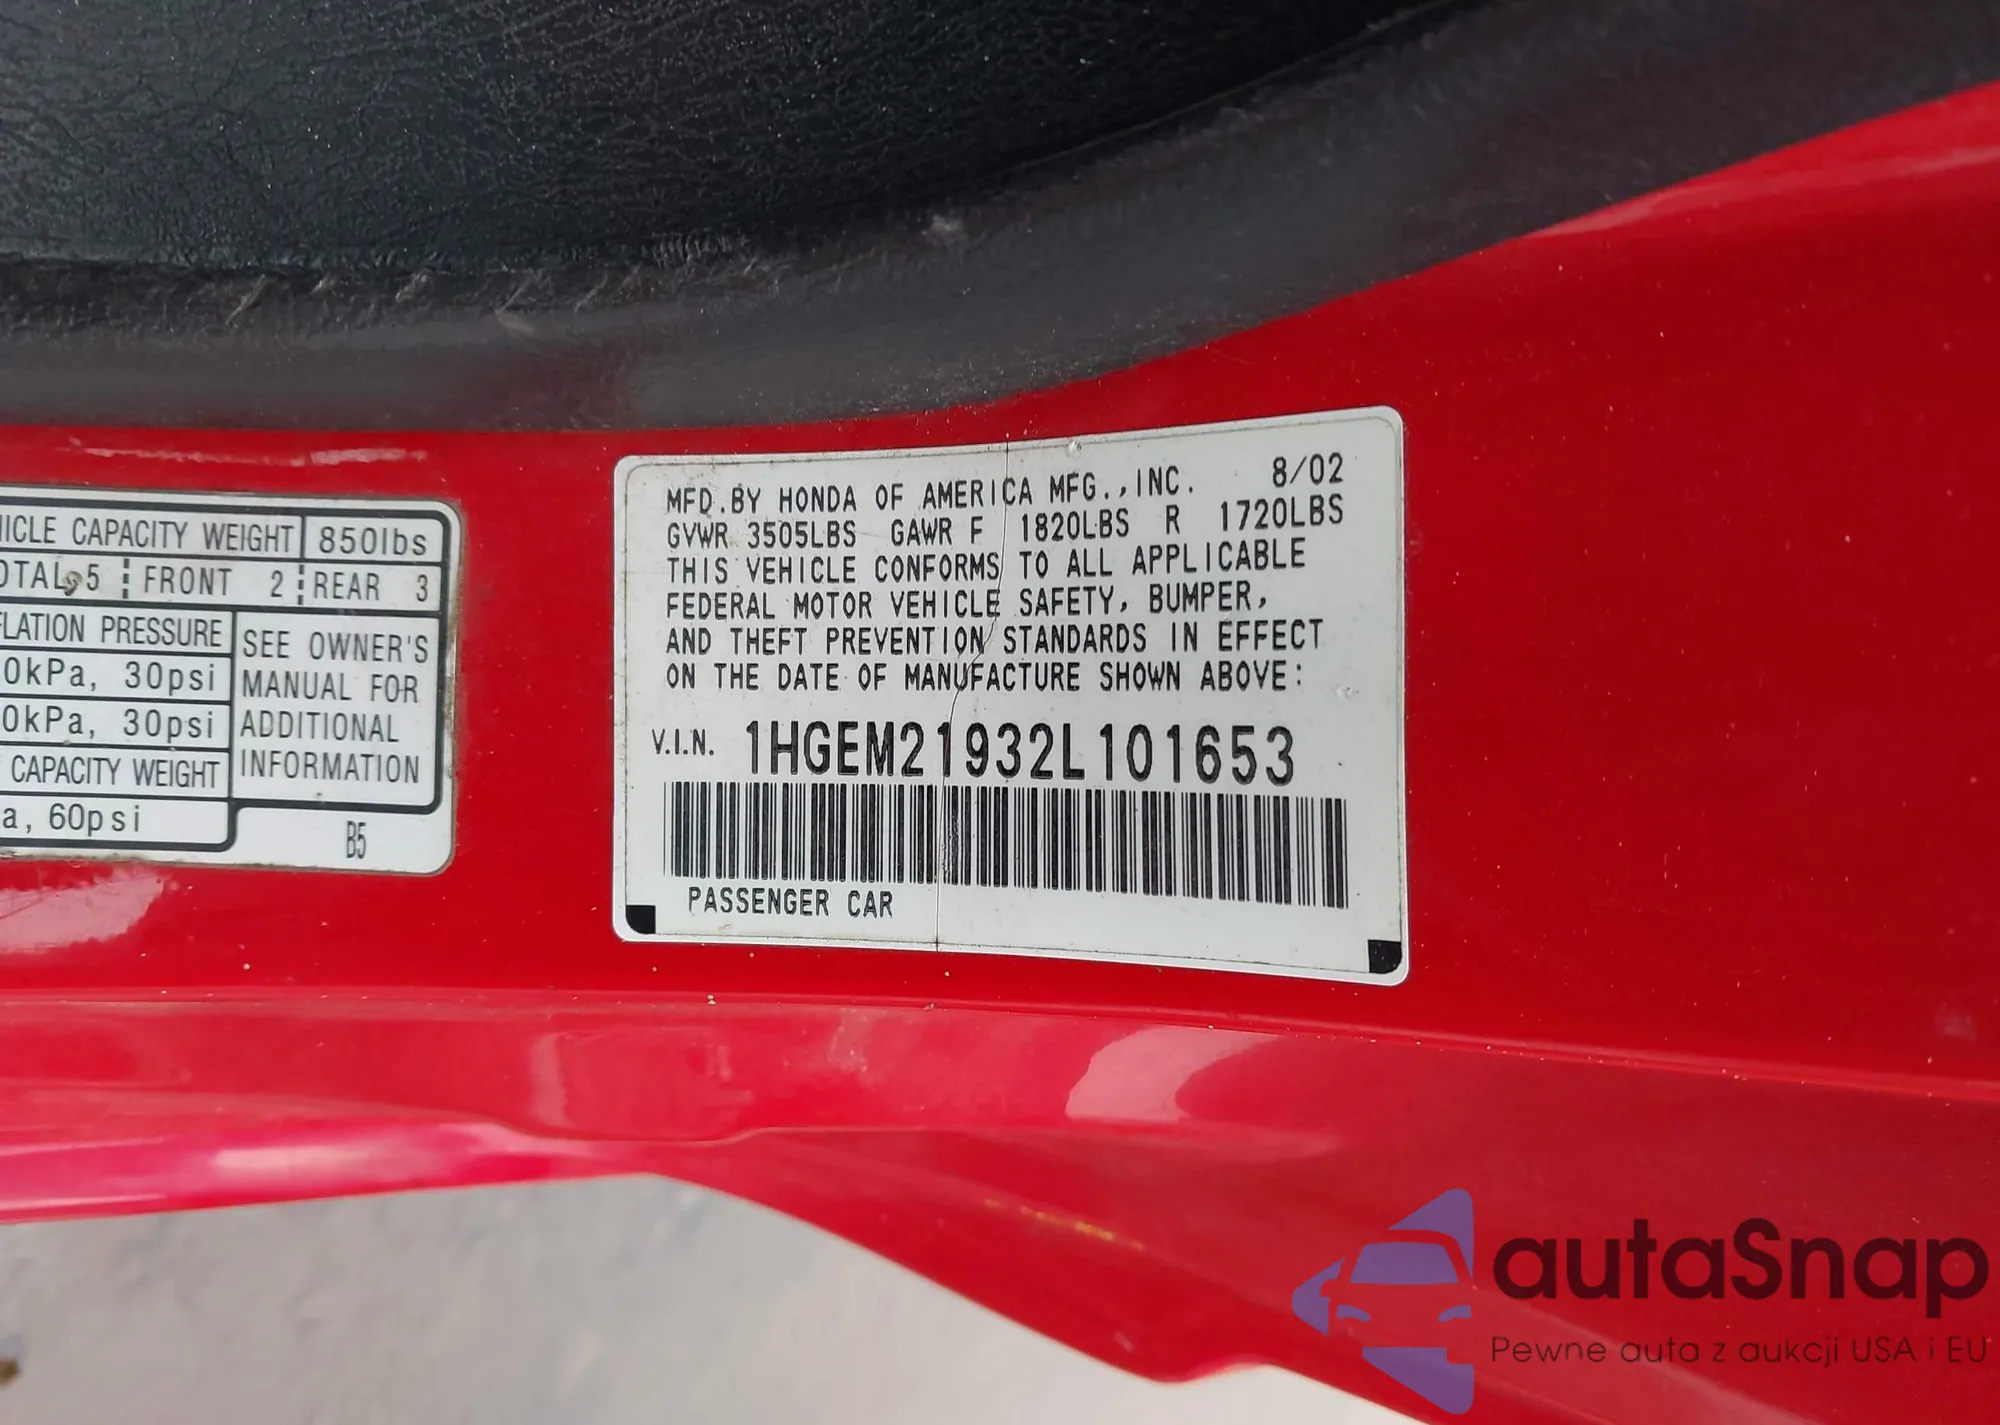 HICLE CAPACITY WEIGHT 850lbs
OTAL 5 FRONT 2 REAR 3
FLATION PRESSURE
0kPa, 30psi
0kPa, 30psi
CAPACITY WEIGHT
a, 60psi
SEE OWNER'S
MANUAL FOR
ADDITIONAL
INFORMATION
B5
MFD.BY HONDA OF AMERICA MFG.,INC. 8/02
GVWR 3505LBS GAWR F 1820LBS R 1720LBS
THIS VEHICLE CONFORMS TO ALL APPLICABLE
FEDERAL MOTOR VEHICLE SAFETY, BUMPER,
AND THEFT PREVENTION STANDARDS IN EFFECT
ON THE DATE OF MANUFACTURE SHOWN ABOVE:
V.I.N. 1HGEM21932L101653
PASSENGER CAR
autaSnap
Pewne auta z aukcji USA i EU